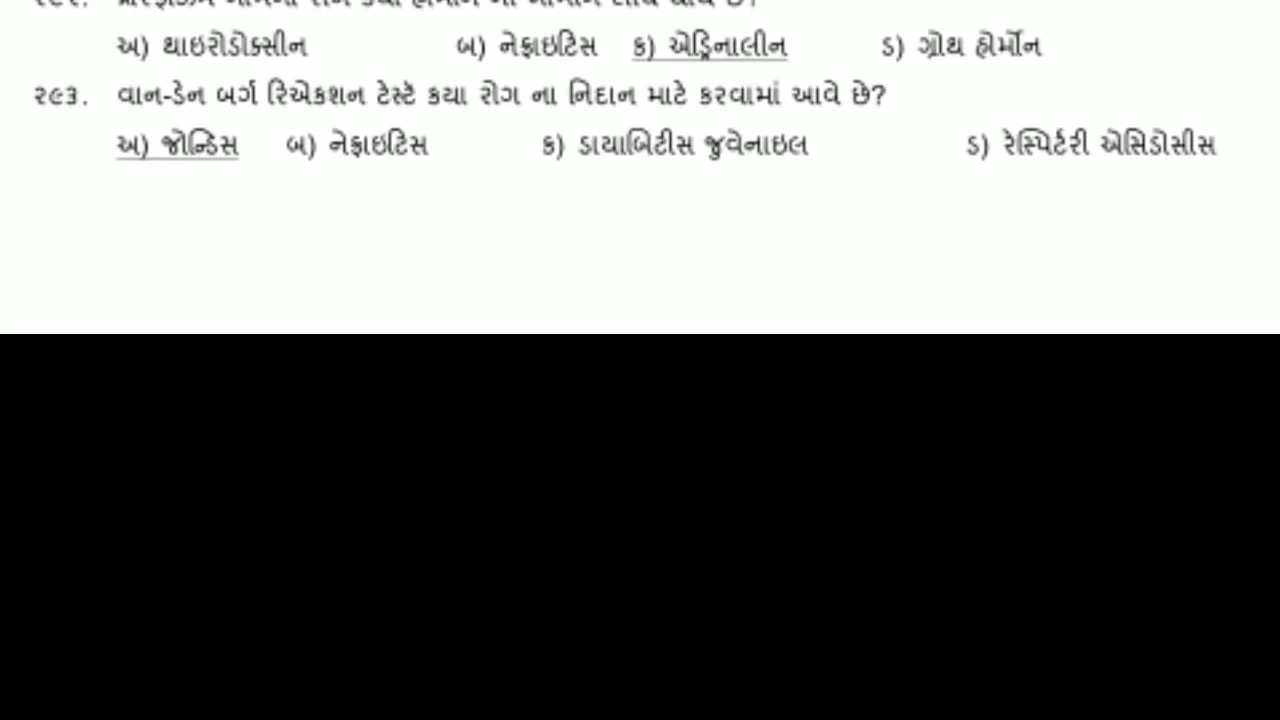 અ) થાઇરોડોક્સીન બ) નેફ્રાઇટિસ ક) એડ્રિનાલીન ડ) ગ્રોથ હોર્મોન
૨૯૩. વાન-ડેન બર્ગ રિએકશન ટેસ્ટ કયા રોગ ના નિદાન માટે કરવામાં આવે છે?
અ) જોન્ડિસ બ) નેફ્રાઇટિસ ક) ડાયાબિટીસ જુવેનાઇલ ડ) રેસ્પિર્ટરી એસિડોસીસ